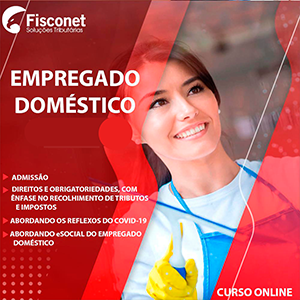 Fisconet
Soluções Tributárias
EMPREGADO
DOMÉSTICO
ADMISSÃO
DIREITOS E OBRIGATORIEDADES, COM
ÊNFASE NO RECOLHIMENTO DE TRIBUTOS
E IMPOSTOS
ABORDANDO OS REFLEXOS DO COVID-19
ABORDANDO eSOCIAL DO EMPREGADO
DOMÉSTICO
CURSO ONLINE